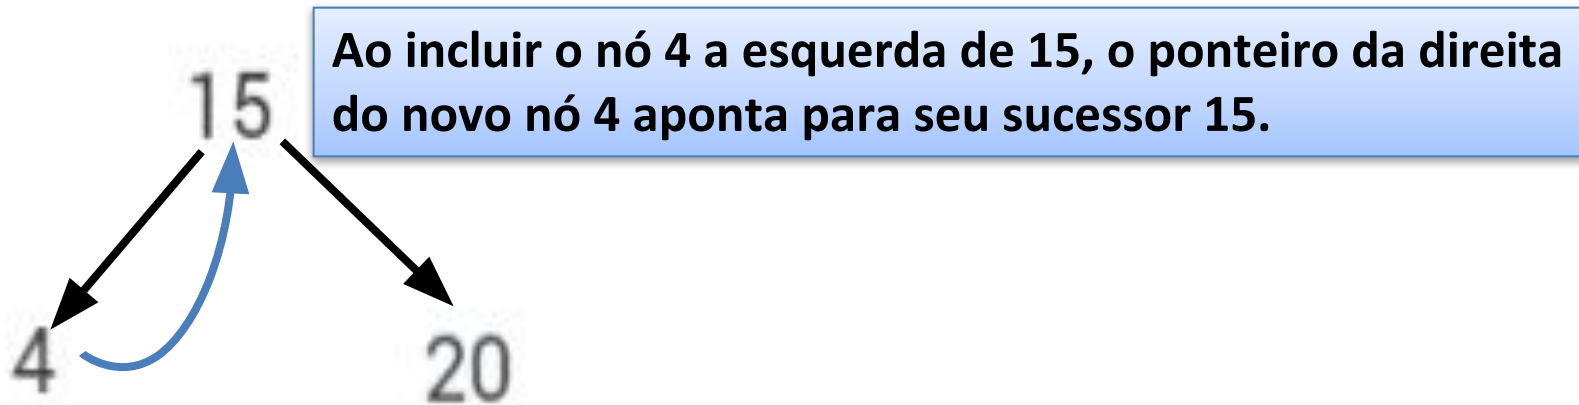 Ao incluir o nó 4 a esquerda de 15, o ponteiro da direita
do novo nó 4 aponta para seu sucessor 15.
15
4
20